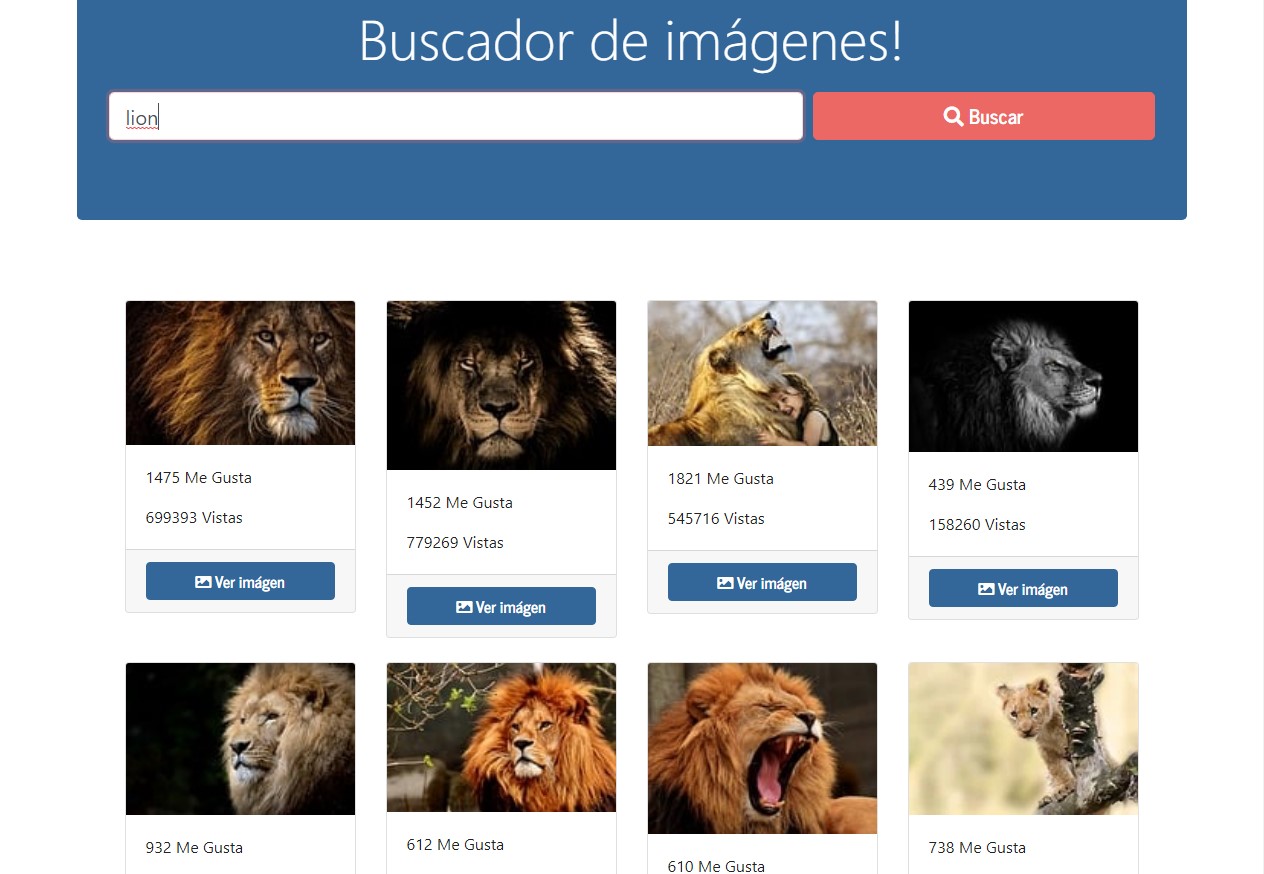 Buscador de imágenes!
lion
Buscar
1475 Me Gusta
699393 Vistas
Ver imágen
1452 Me Gusta
779269 Vistas
Ver imágen
1821 Me Gusta
545716 Vistas
Ver imágen
439 Me Gusta
158260 Vistas
Ver imágen
932 Me Gusta
612 Me Gusta
610 Me Gusta
738 Me Gusta